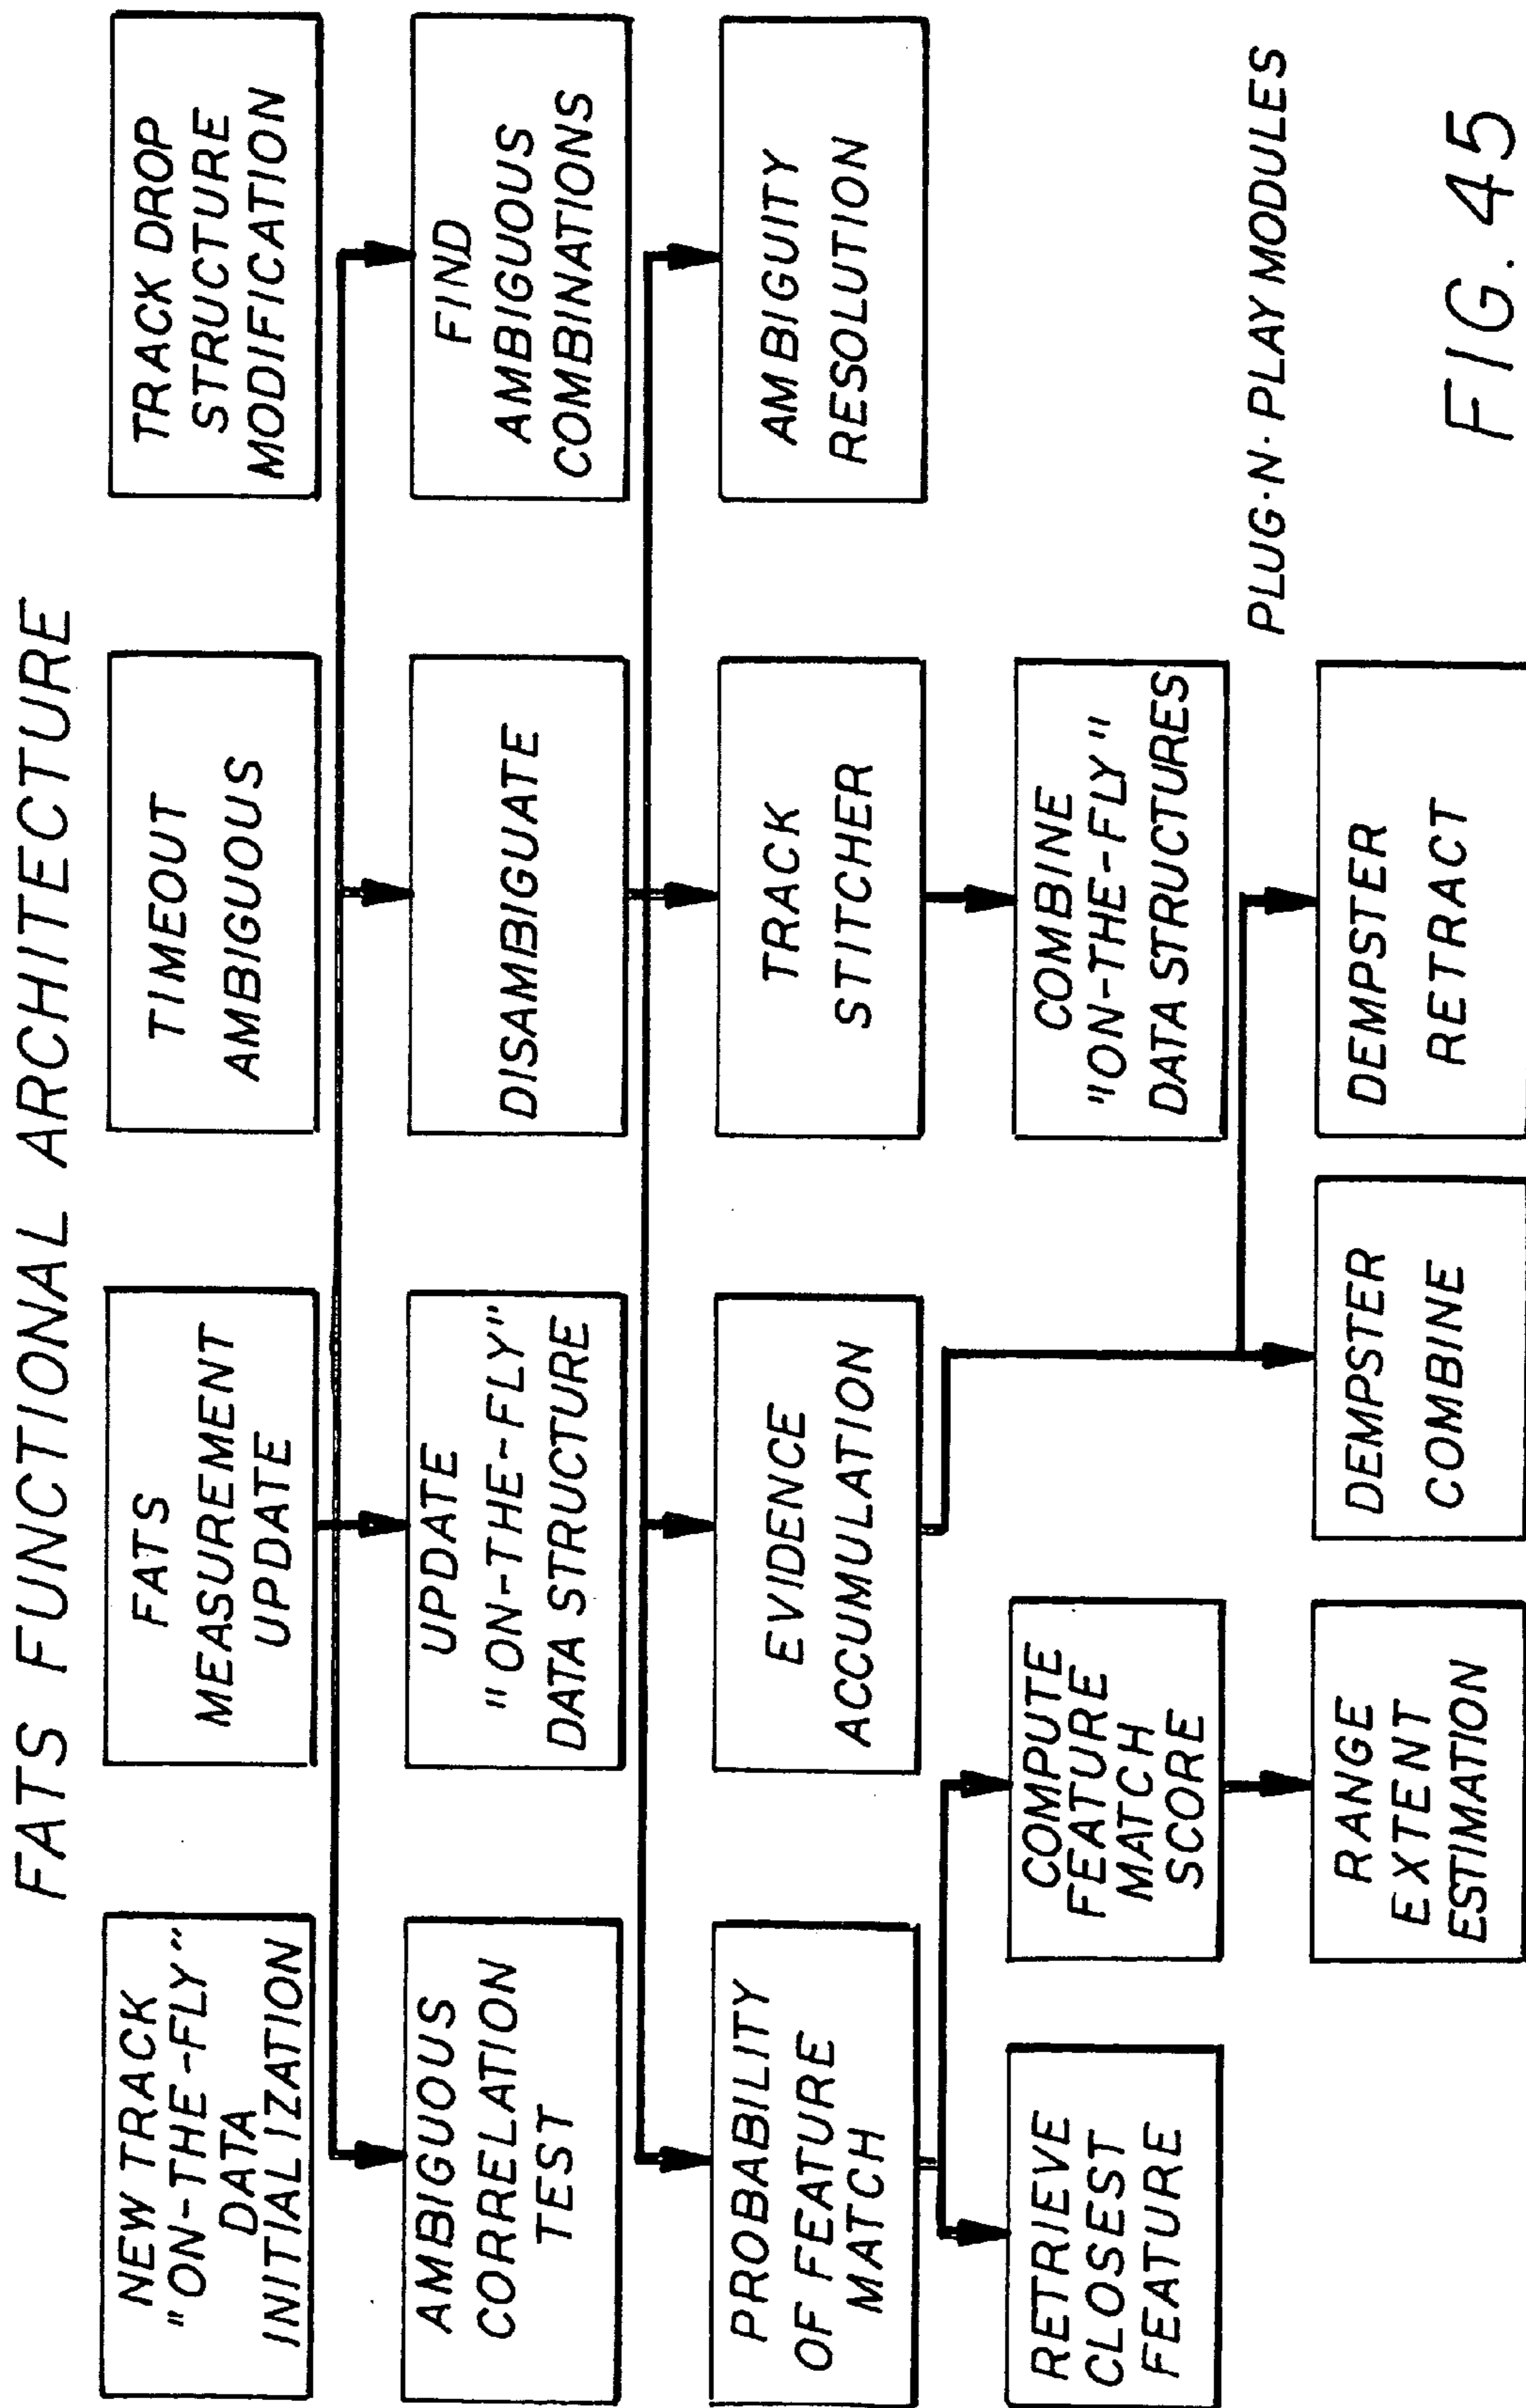 FATS FUNCTIONAL ARCHITECTURE
NEW TRACK
"ON-THE-FLY"
DATA
INITIALIZATION
FATS
MEASUREMENT
UPDATE
TIMEOUT
AMBIGUOUS
TRACK DROP
STRUCTURE
MODIFICATION
AMBIGUOUS
CORRELATION
TEST
UPDATE
"ON-THE-FLY"
DATA STRUCTURE
DISAMBIGUATE
FIND
AMBIGUOUS
COMBINATIONS
PROBABILITY
OF FEATURE
MATCH
EVIDENCE
ACCUMULATION
TRACK
STITCHER
AMBIGUITY
RESOLUTION
RETRIEVE
CLOSEST
FEATURE
COMPUTE
FEATURE
MATCH
SCORE
COMBINE
"ON-THE-FLY"
DATA STRUCTURES
RANGE
EXTENT
ESTIMATION
DEMPSTER
COMBINE
DEMPSTER
RETRACT
PLUG-N-PLAY MODULES
FIG. 45